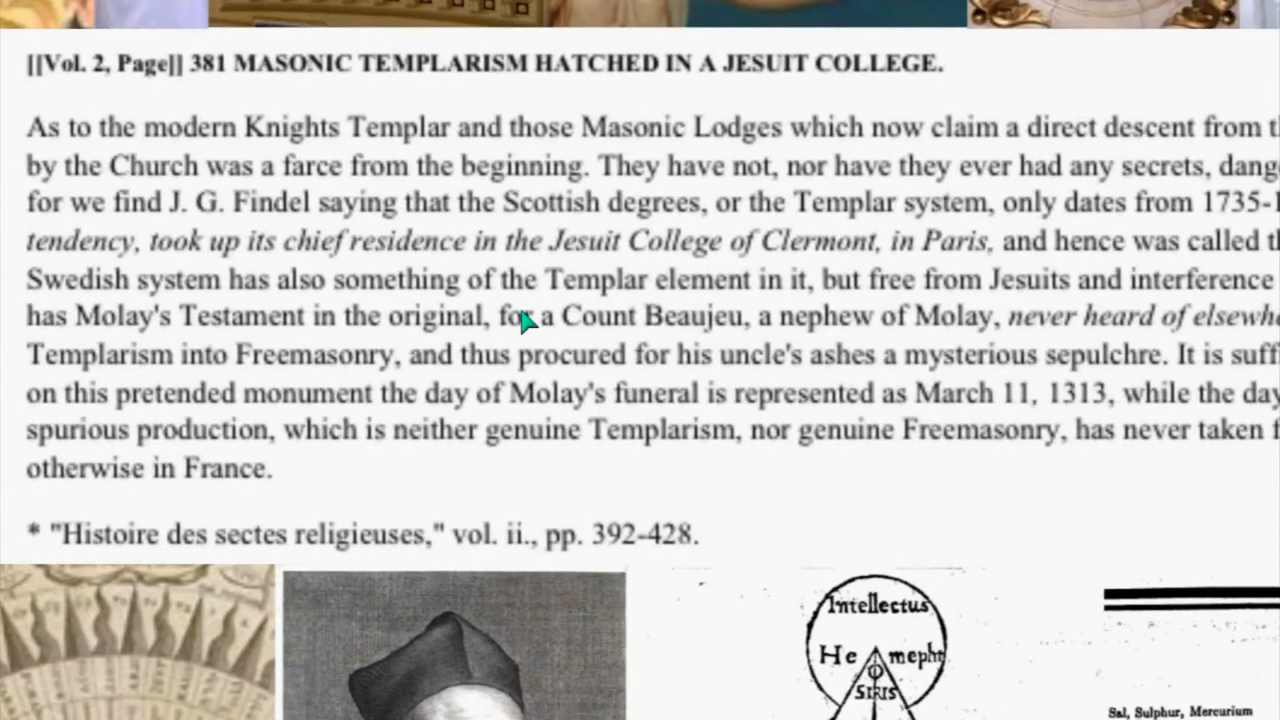 [[Vol. 2, Page]] 381 MASONIC TEMPLARISM HATCHED IN A JESUIT COLLEGE.
As to the modern Knights Templar and those Masonic Lodges which now claim a direct descent from
by the Church was a farce from the beginning. They have not, nor have they ever had any secrets,
for we find J. G. Findel saying that the Scottish degrees, or the Templar system, only dates from 1735-
tendency, took up its chief residence in the Jesuit College of Clermont, in Paris, and hence was called
Swedish system has also something of the Templar element in it, but free from Jesuits and interference
has Molay's Testament in the original, for a Count Beaujeu, a nephew of Molay, never heard of
Templarism into Freemasonry, and thus procured for his uncle's ashes a mysterious sepulchre. It is
on this pretended monument the day of Molay's funeral is represented as March 11, 1313, while the day
spurious production, which is neither genuine Templarism, nor genuine Freemasonry, has never taken
otherwise in France.
* "Histoire des sectes religieuses," vol. ii., pp. 392-428.
Intellectus
He mepht
SIRIS
Sal, Sulphur, Mercurium